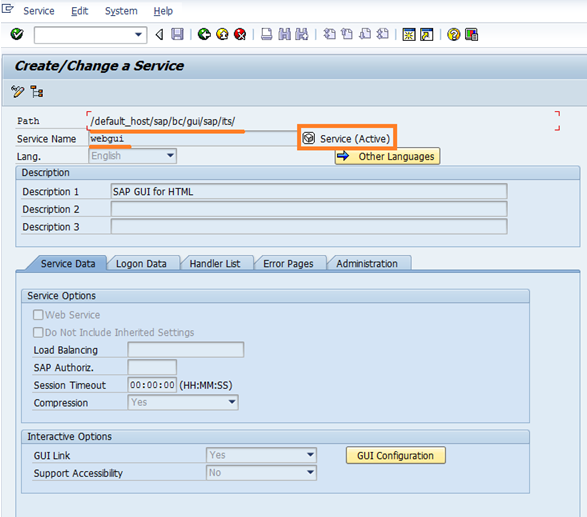 Service Edit System Help
Create/Change a Service
Path /default_host/sap/bc/gui/sap/its/
Service Name webgui Service (Active)
Lang. English Other Languages
Description
Description 1 SAP GUI for HTML
Description 2
Description 3
Service Data Logon Data Handler List Error Pages Administration
Service Options
Web Service
Do Not Include Inherited Settings
Load Balancing
SAP Authoriz.
Session Timeout 00:00:00 (HH:MM:SS)
Compression Yes
Interactive Options
GUI Link Yes GUI Configuration
Support Accessibility No